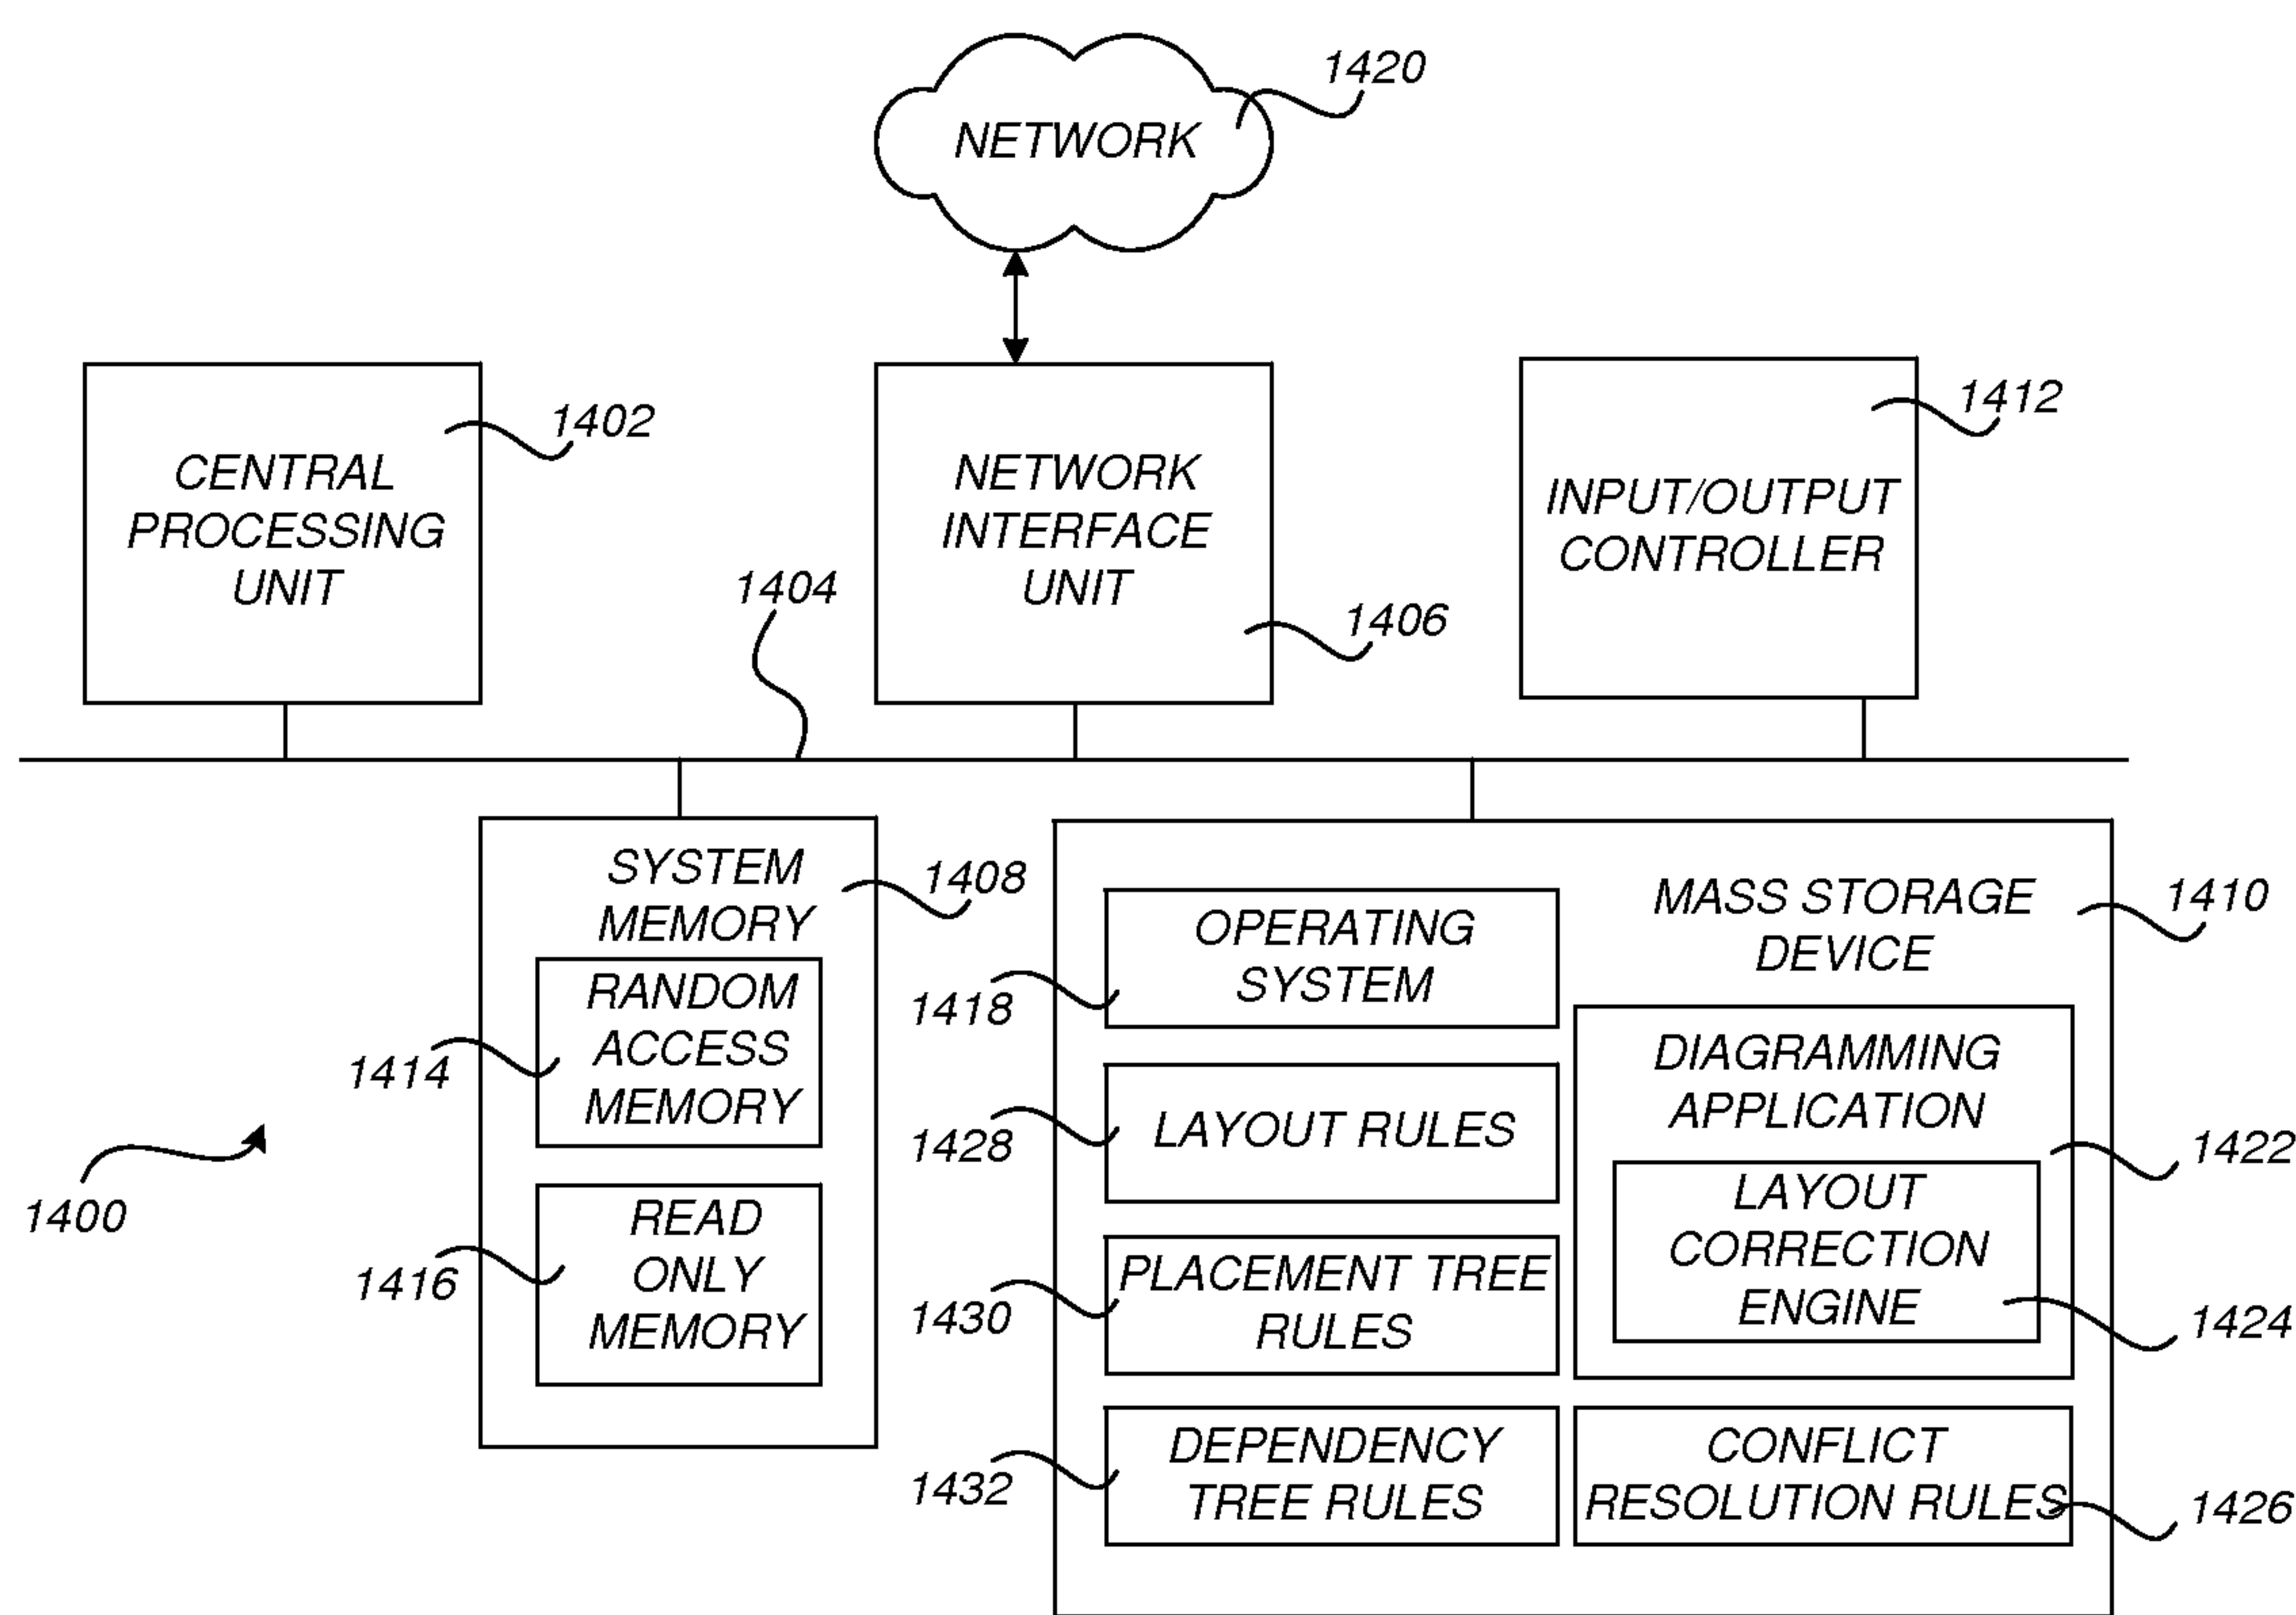 1420
NETWORK
1402
CENTRAL
PROCESSING
UNIT
NETWORK
INTERFACE
UNIT
1406
1412
INPUT/OUTPUT
CONTROLLER
1404
SYSTEM
MEMORY
1408
RANDOM
ACCESS
MEMORY
1414
READ
ONLY
MEMORY
1416
1400
MASS STORAGE
DEVICE
1410
OPERATING
SYSTEM
1418
LAYOUT RULES
1428
PLACEMENT TREE
RULES
1430
DEPENDENCY
TREE RULES
1432
DIAGRAMMING
APPLICATION
1422
LAYOUT
CORRECTION
ENGINE
1424
CONFLICT
RESOLUTION RULES
1426